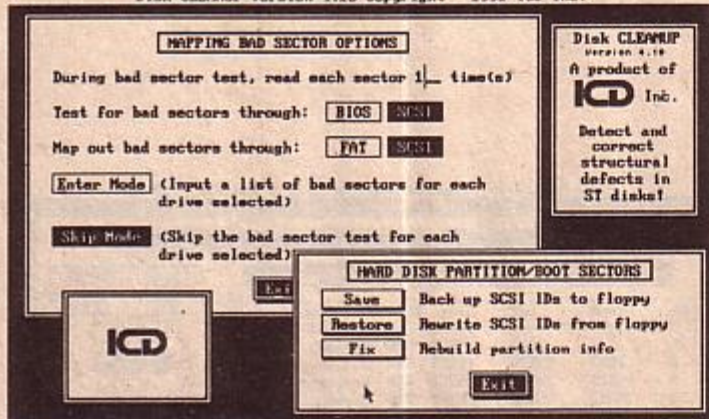 MAPPING BAD SECTOR OPTIONS
During bad sector test, read each sector 1__ time(s)
Test for bad sectors through: BIOS SCSI
Map out bad sectors through: FAT SCSI
Enter Mode (Input a list of bad sectors for each
drive selected)
Skip Mode (Skip the bad sector test for each
drive selected)
Disk CLEANUP
Version 4.10
A product of
ICD Inc.
Detect and
correct
structural
defects in
ST disks!
HARD DISK PARTITION/BOOT SECTORS
Save Back up SCSI IDs to floppy
Restore Rewrite SCSI IDs from floppy
Fix Rebuild partition info
Exit
ICD